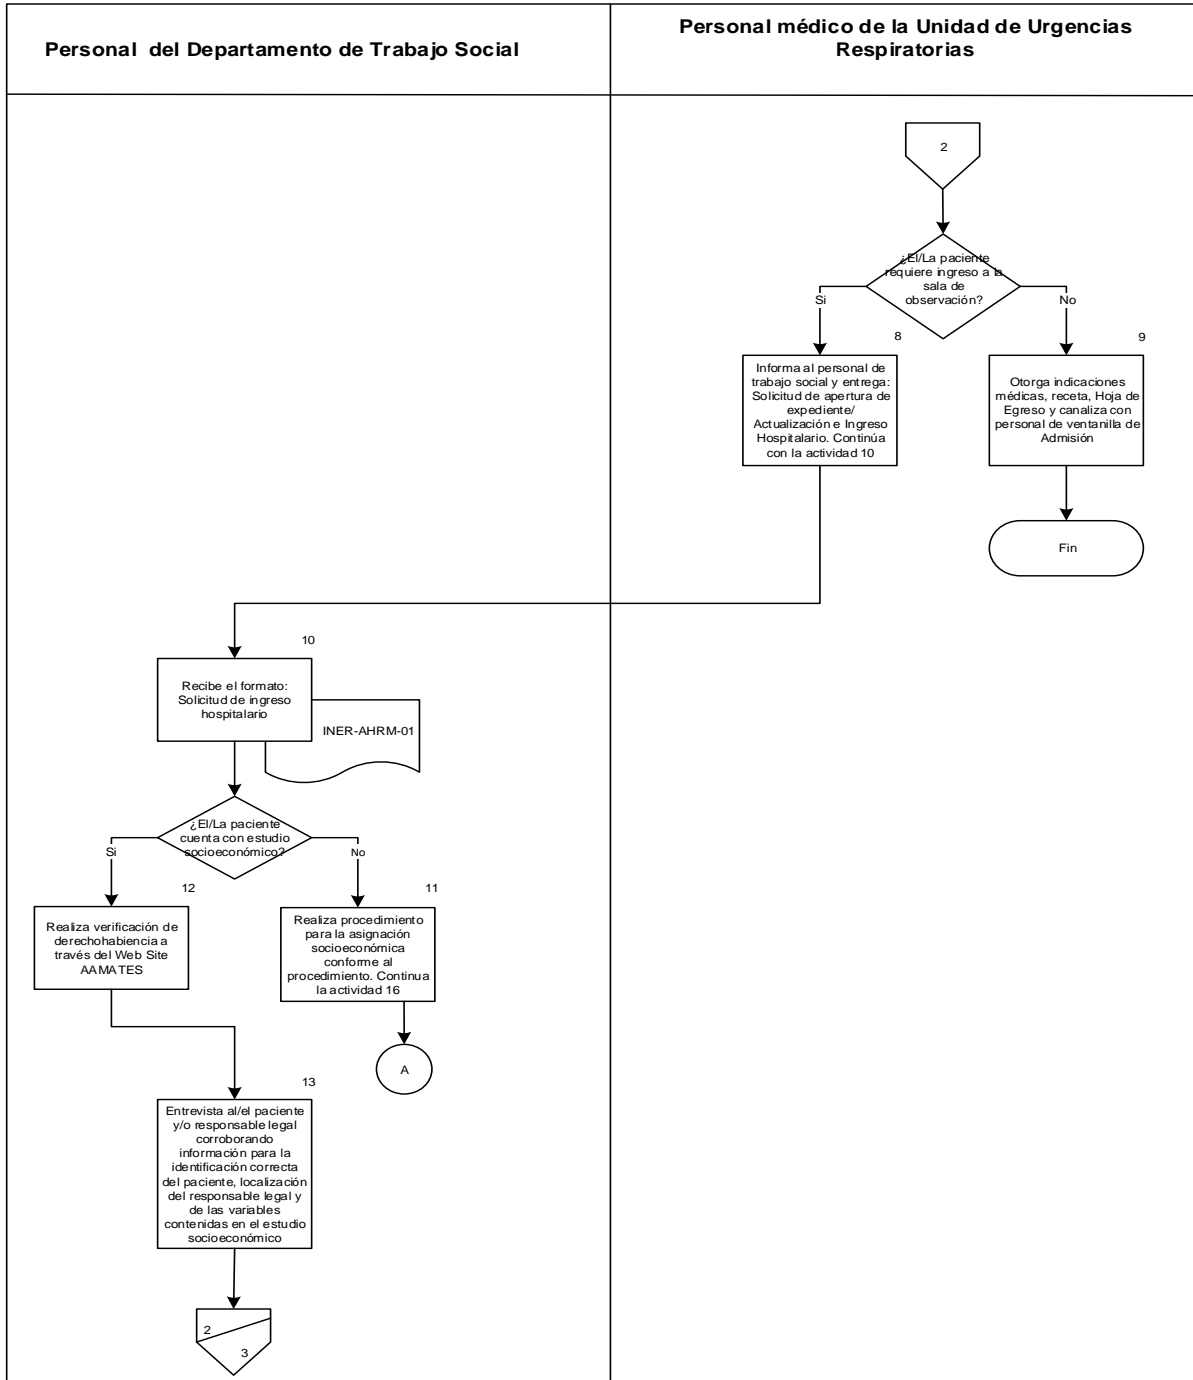 Personal del Departamento de Trabajo Social
Personal médico de la Unidad de Urgencias
Respiratorias
2
¿El/La paciente
requiere ingreso a la
sala de
observación?
Si
No
8
9
Informa al personal de
trabajo social y entrega:
Solicitud de apertura de
expediente/
Actualización e Ingreso
Hospitalario. Continúa
con la actividad 10
Otorga indicaciones
médicas, receta, Hoja de
Egreso y canaliza con
personal de ventanilla de
Admisión
Fin
10
Recibe el formato:
Solicitud de ingreso
hospitalario
INER-AHRM-01
¿El/La paciente
cuenta con estudio
socioeconómico?
Si
No
12
11
Realiza verificación de
derechohabiencia a
través del Web Site
AAMATES
Realiza procedimiento
para la asignación
socioeconómica
conforme al
procedimiento. Continua
la actividad 16
A
13
Entrevista al/el paciente
y/o responsable legal
corroborando
información para la
identificación correcta
del paciente, localización
del responsable legal y
de las variables
contenidas en el estudio
socioeconómico
2
3